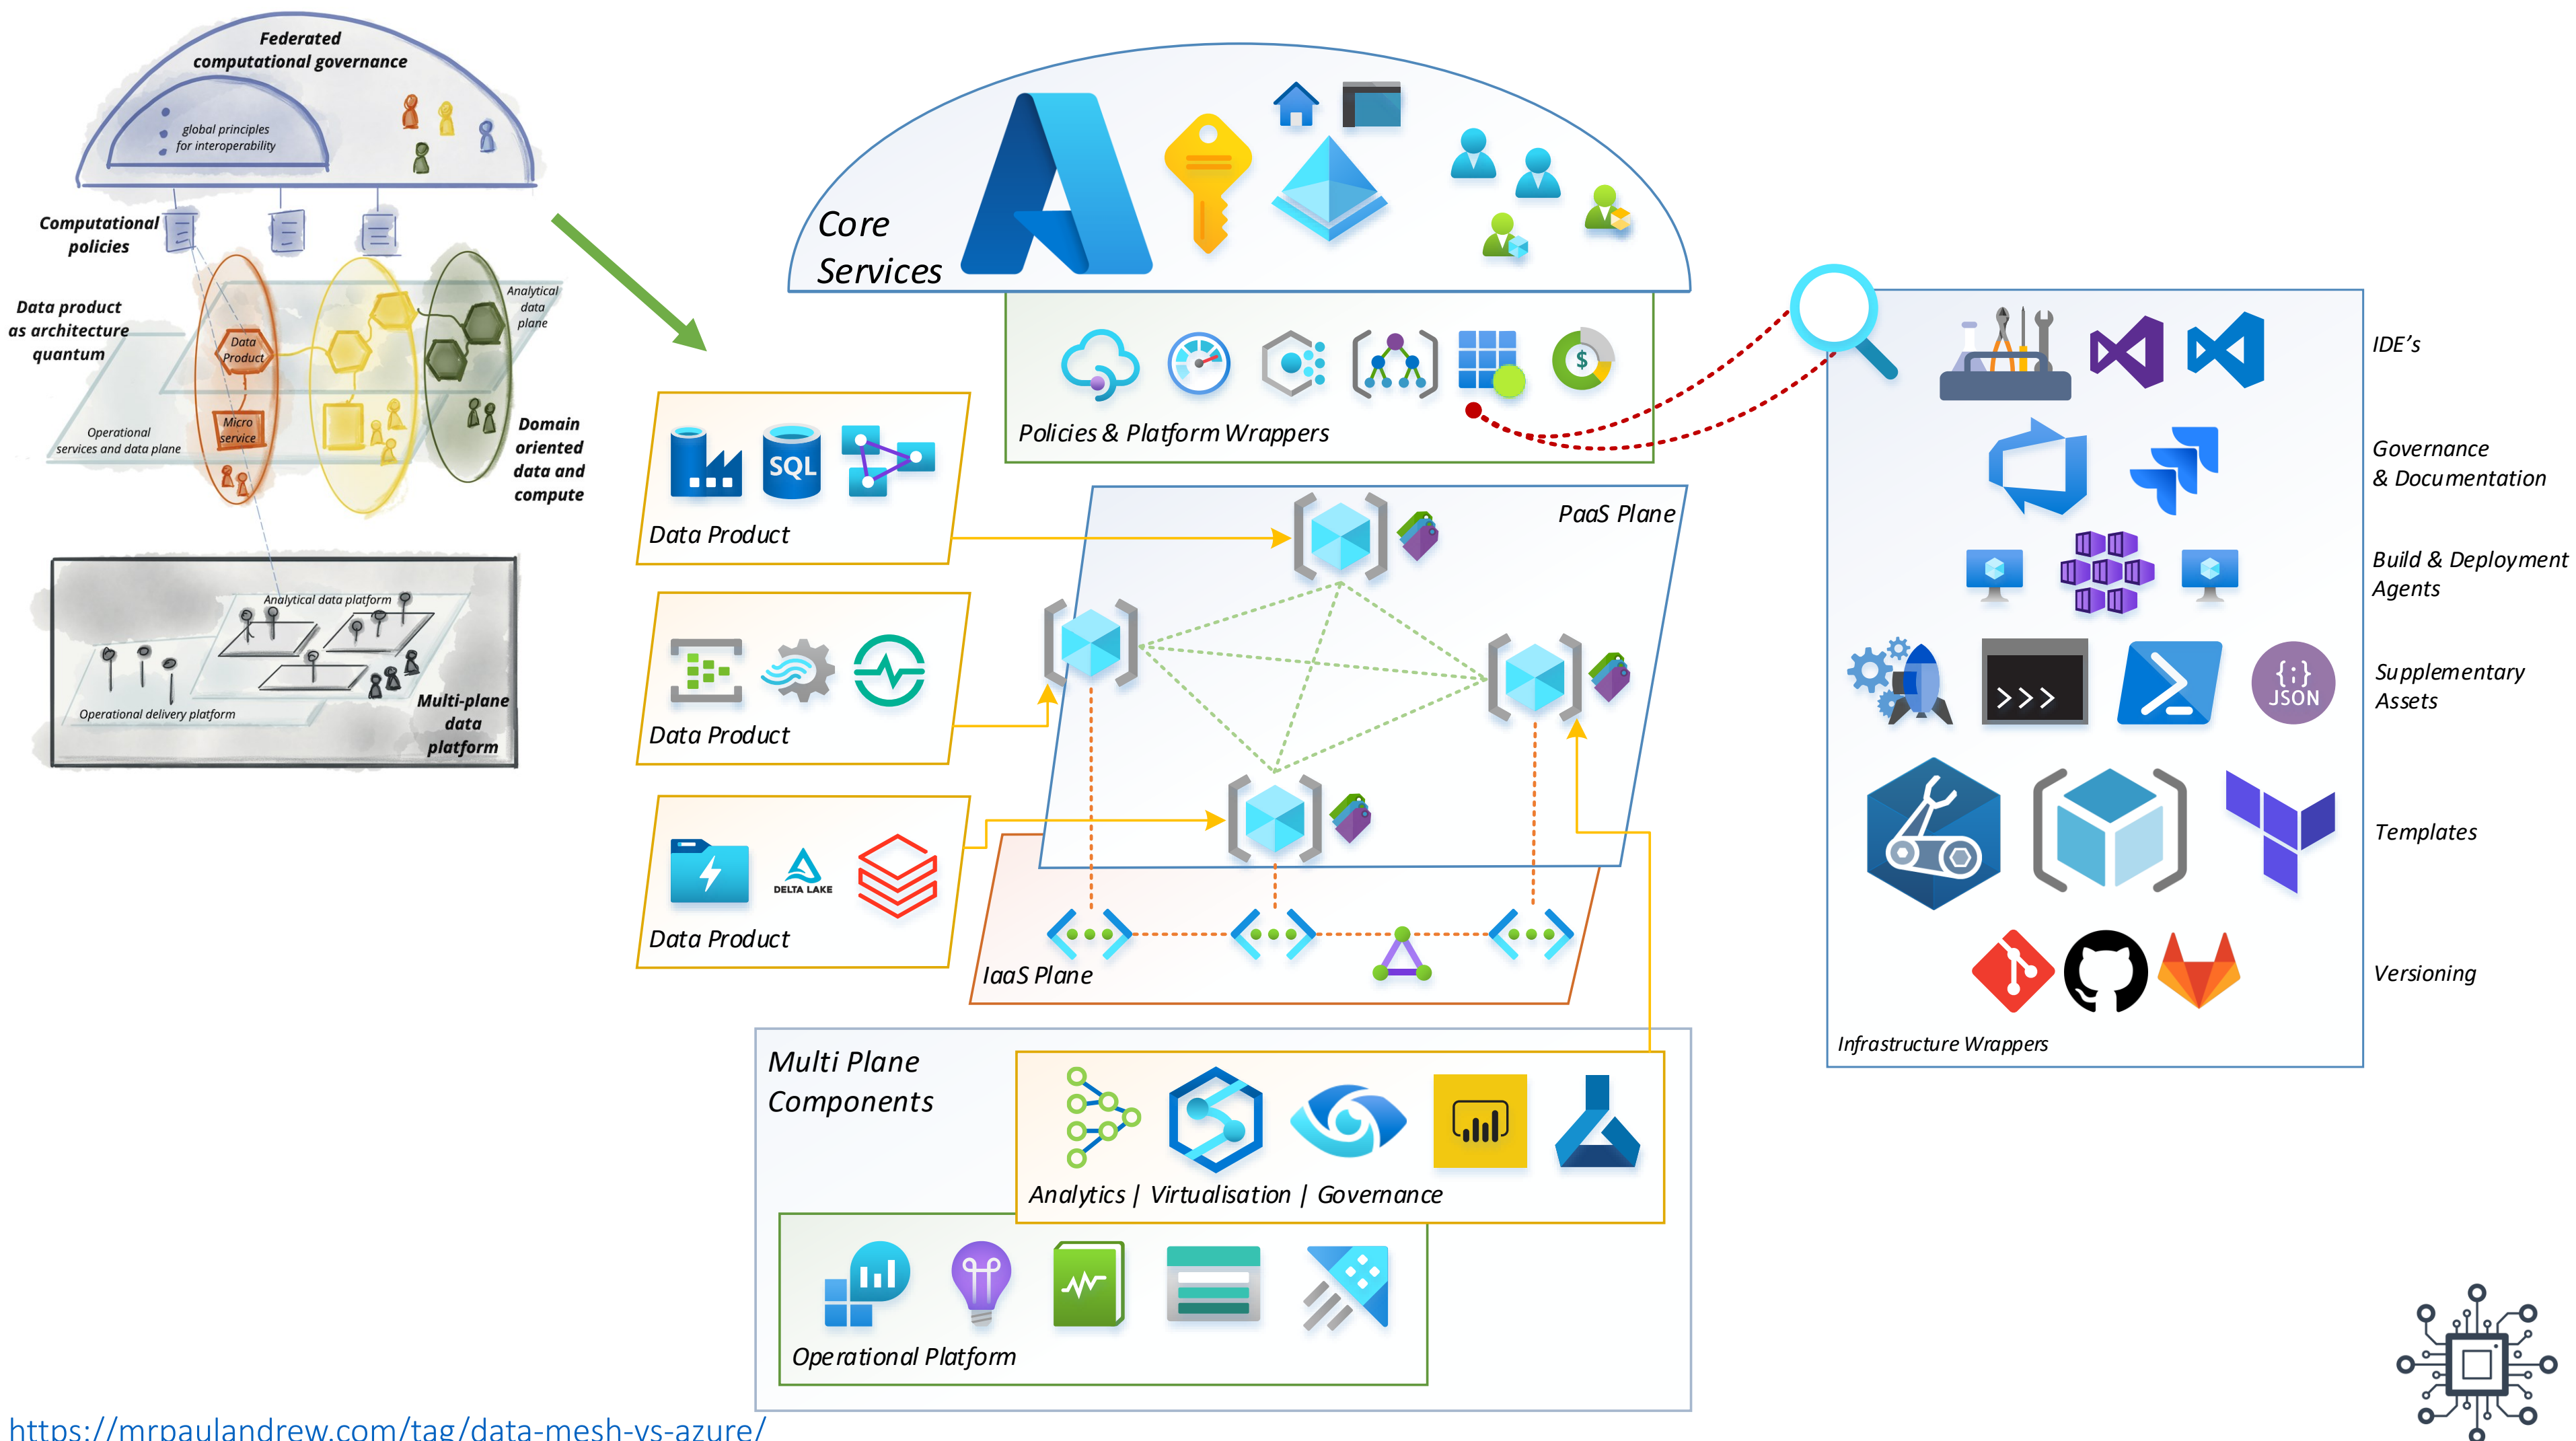 Federated
computational governance
global principles
for interoperability
Computational
policies
Data product
as architecture
quantum
Analytical
data
plane
Data
Product
Micro
service
Operational
services and data plane
Domain
oriented
data and
compute
Analytical data platform
Operational delivery platform
Multi-plane
data
platform
Core
Services
Policies & Platform Wrappers
SQL
Data Product
Data Product
DELTA LAKE
Data Product
PaaS Plane
IaaS Plane
Multi Plane
Components
Analytics | Virtualisation | Governance
$
Operational Platform
IDE's
Governance
& Documentation
Build & Deployment
Agents
>>>
{;}
JSON
Supplementary
Assets
Templates
Versioning
Infrastructure Wrappers
https://mrpaulandrew.com/tag/data-mesh-vs-azure/